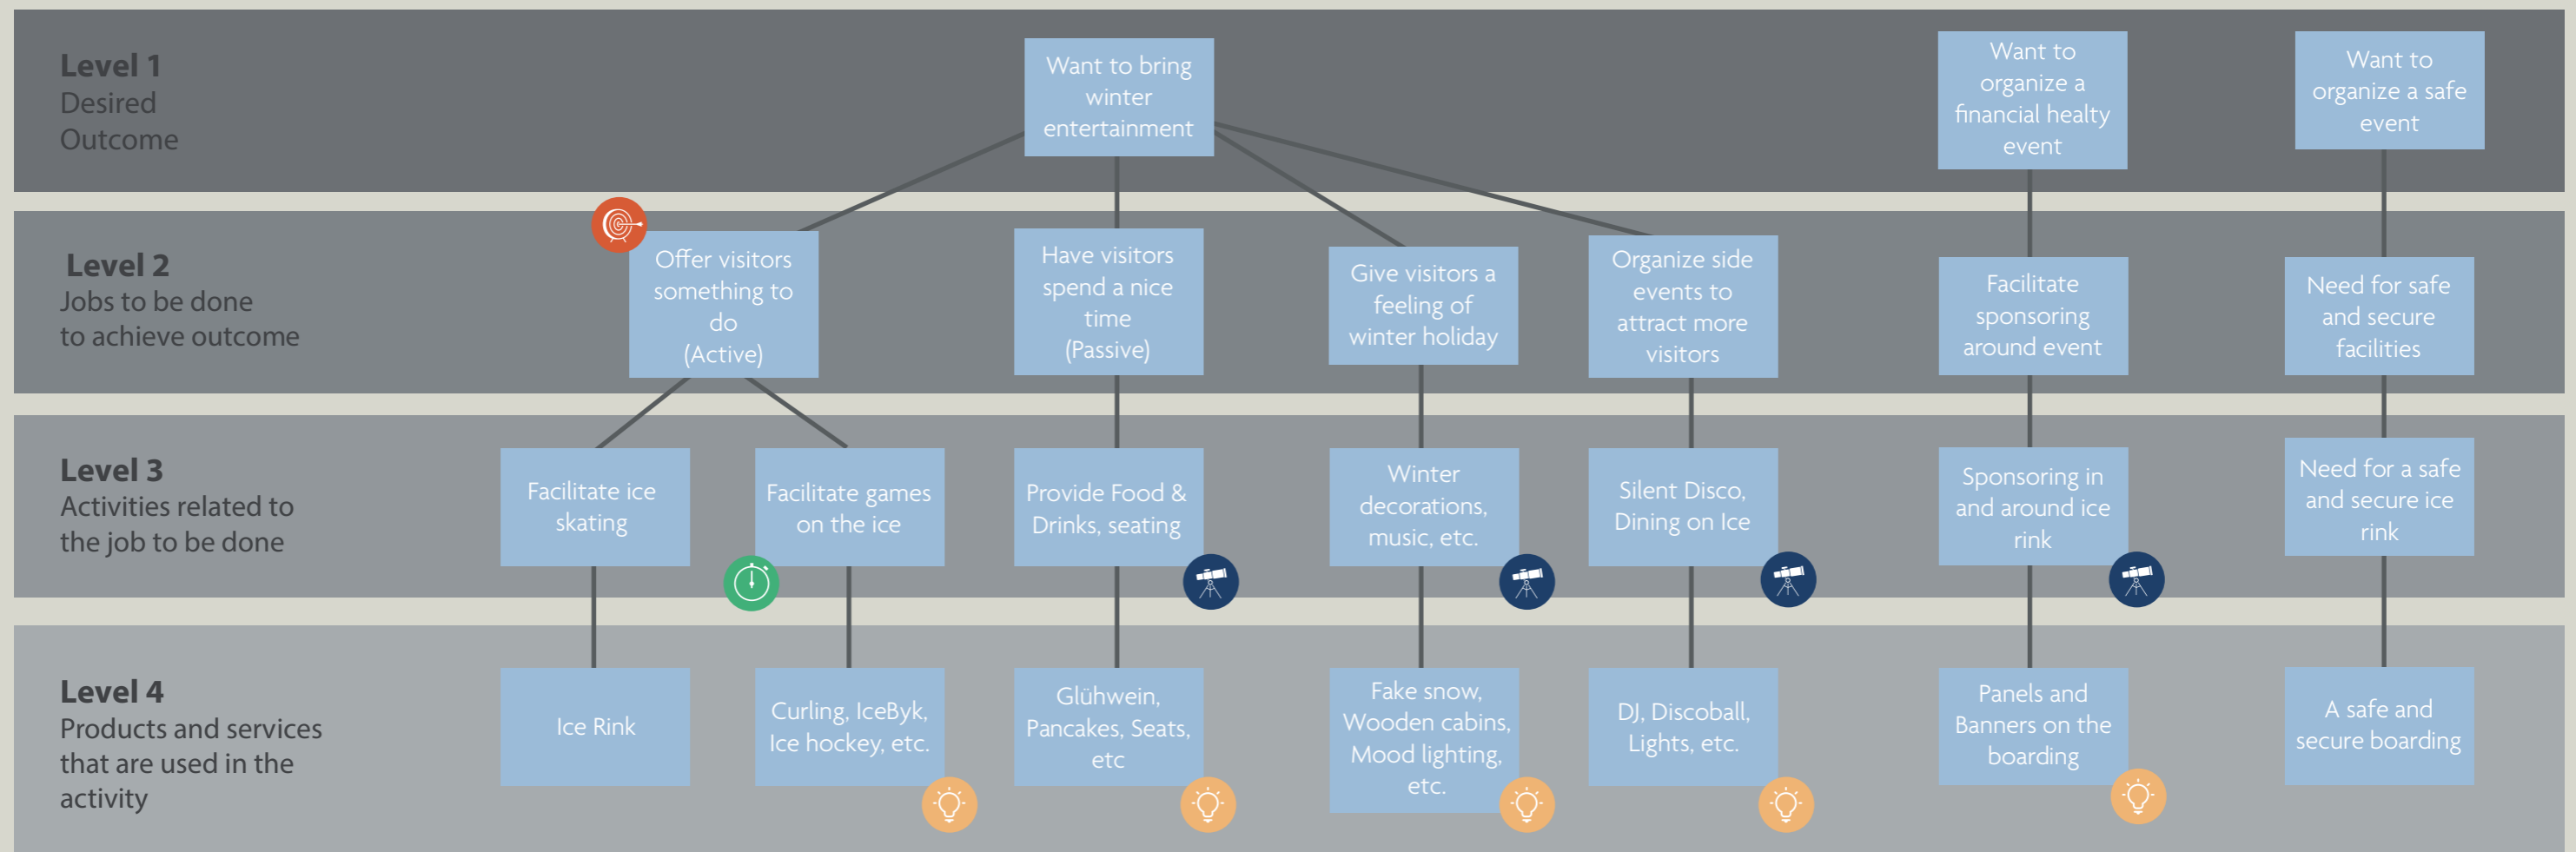 Level 1
Desired
Outcome
Want to bring
winter
entertainment
Want to
organize a
financial healty
event
Want to
organize a safe
event
Level 2
Jobs to be done
to achieve outcome
Offer visitors
something to
do
(Active)
Have visitors
spend a nice
time
(Passive)
Give visitors a
feeling of
winter holiday
Organize side
events to
attract more
visitors
Facilitate
sponsoring
around event
Need for safe
and secure
facilities
Level 3
Activities related to
the job to be done
Facilitate ice
skating
Facilitate games
on the ice
Provide Food &
Drinks, seating
Winter
decorations,
music, etc.
Silent Disco,
Dining on Ice
Sponsoring in
and around ice
rink
Need for a safe
and secure ice
rink
Level 4
Products and services
that are used in the
activity
Ice Rink
Curling, IceByk,
Ice hockey, etc.
Glühwein,
Pancakes, Seats,
etc
Fake snow,
Wooden cabins,
Mood lighting,
etc.
DJ, Discoball,
Lights, etc.
Panels and
Banners on the
boarding
A safe and
secure boarding